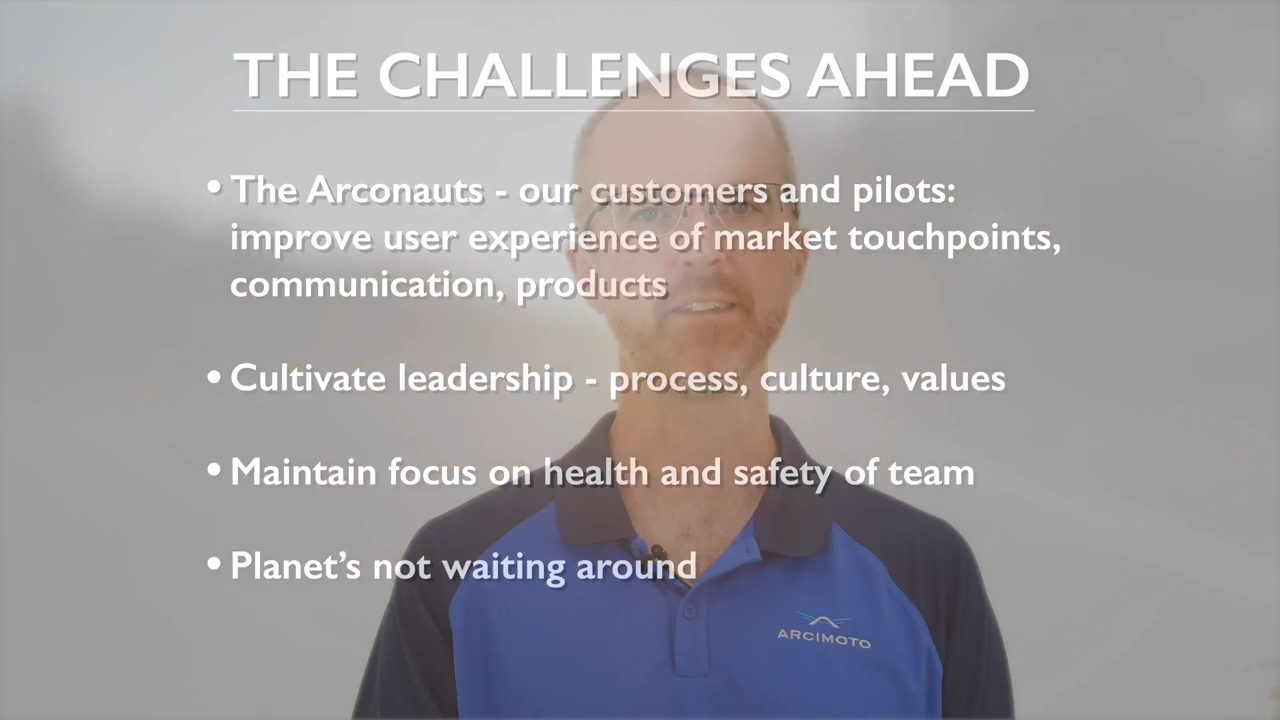 THE CHALLENGES AHEAD
• The Arconauts - our customers and pilots:
improve user experience of market touchpoints,
communication, products
• Cultivate leadership - process, culture, values
• Maintain focus on health and safety of team
• Planet’s not waiting around
ARCIMOTO